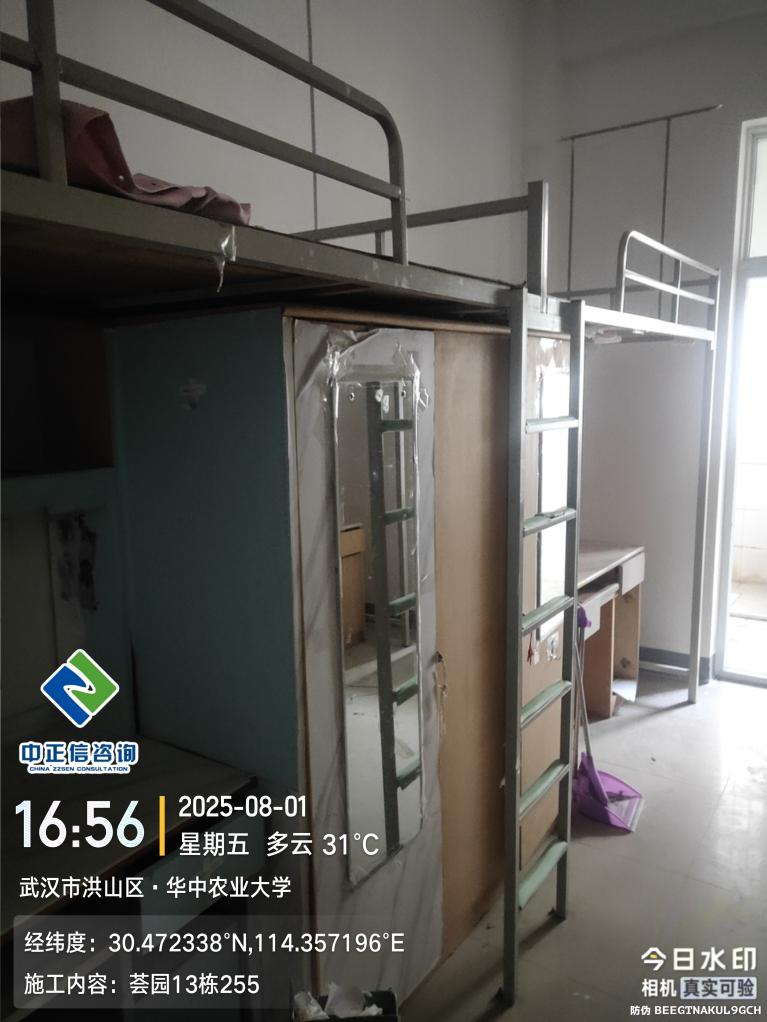 中正信咨询
CHINA ZZSEN CONSULTATION
16:56
2025-08-01
星期五 多云 31°C
武汉市洪山区·华中农业大学
经纬度：30.472338°N,114.357196°E
施工内容：荟园13栋255
今日水印
相机 真实可验
防伪 BEEGTNAKUL9GCH